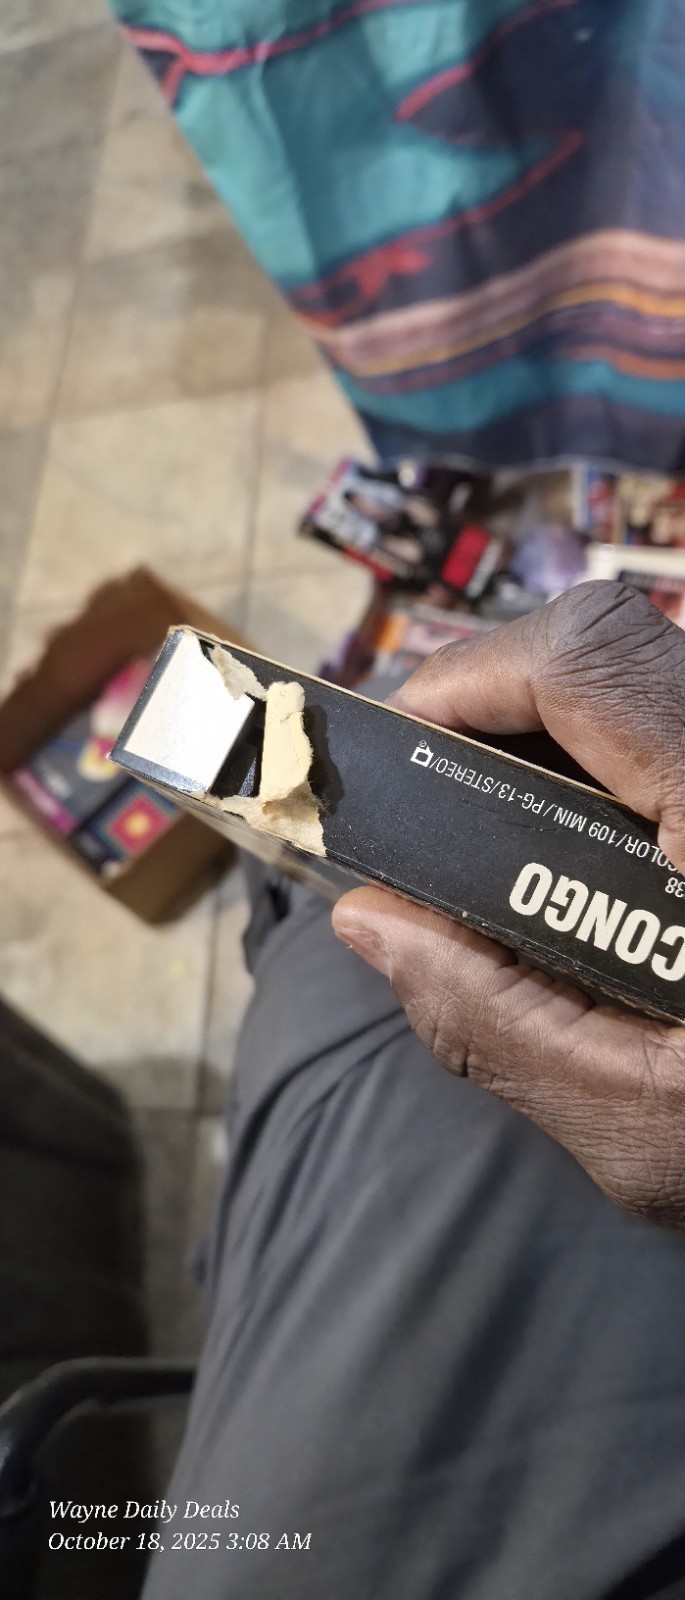 CONGO
38
COLOR/109 MIN./PG-13/STEREO/
Wayne Daily Deals
October 18, 2025 3:08 AM